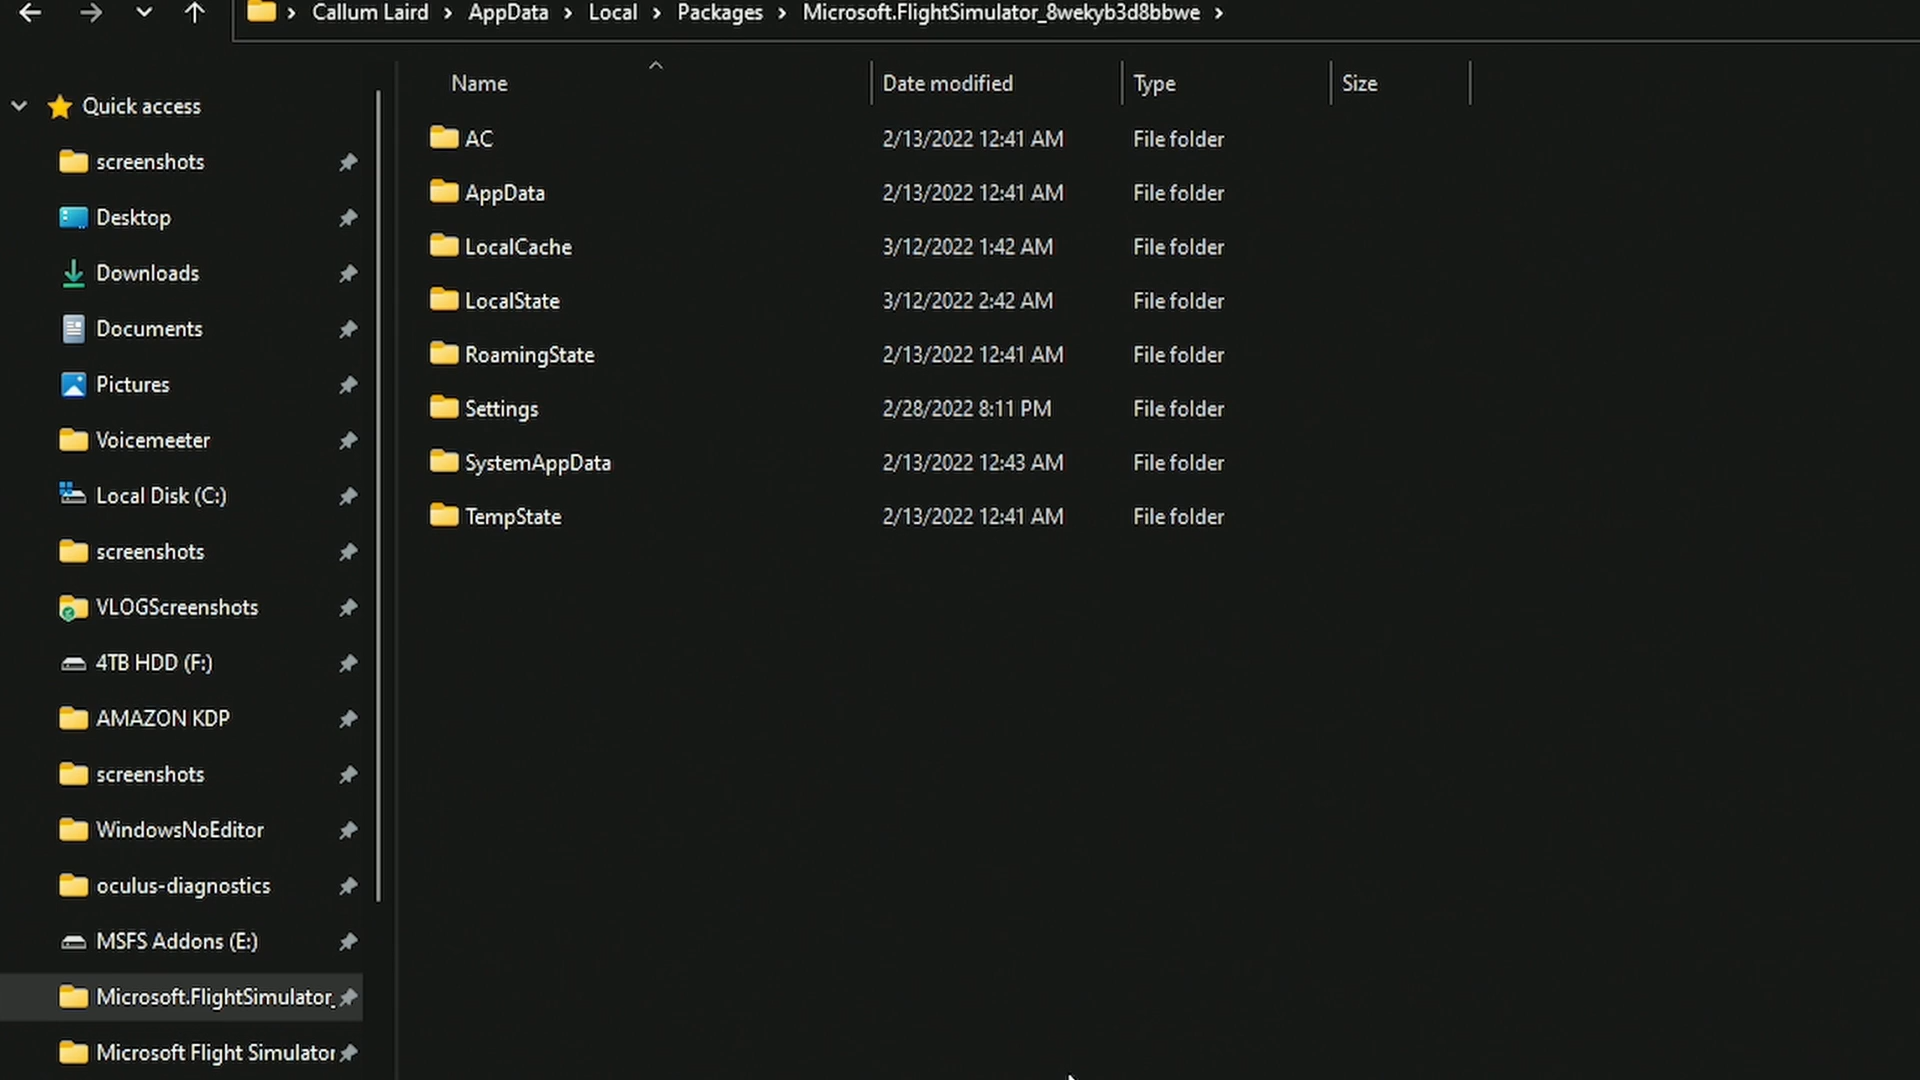 Callum Laird > AppData > Local > Packages > Microsoft.FlightSimulator_8wekyb3d8bbwe >
Name Date modified Type Size
Quick access
screenshots
Desktop
Downloads
Documents
Pictures
Voicemeeter
Local Disk (C:)
screenshots
VLOGScreenshots
4TB HDD (F:)
AMAZON KDP
screenshots
WindowsNoEditor
oculus-diagnostics
MSFS Addons (E:)
Microsoft.FlightSimulator_
Microsoft Flight Simulator
AC 2/13/2022 12:41 AM File folder
AppData 2/13/2022 12:41 AM File folder
LocalCache 3/12/2022 1:42 AM File folder
LocalState 3/12/2022 2:42 AM File folder
RoamingState 2/13/2022 12:41 AM File folder
Settings 2/28/2022 8:11 PM File folder
SystemAppData 2/13/2022 12:43 AM File folder
TempState 2/13/2022 12:41 AM File folder